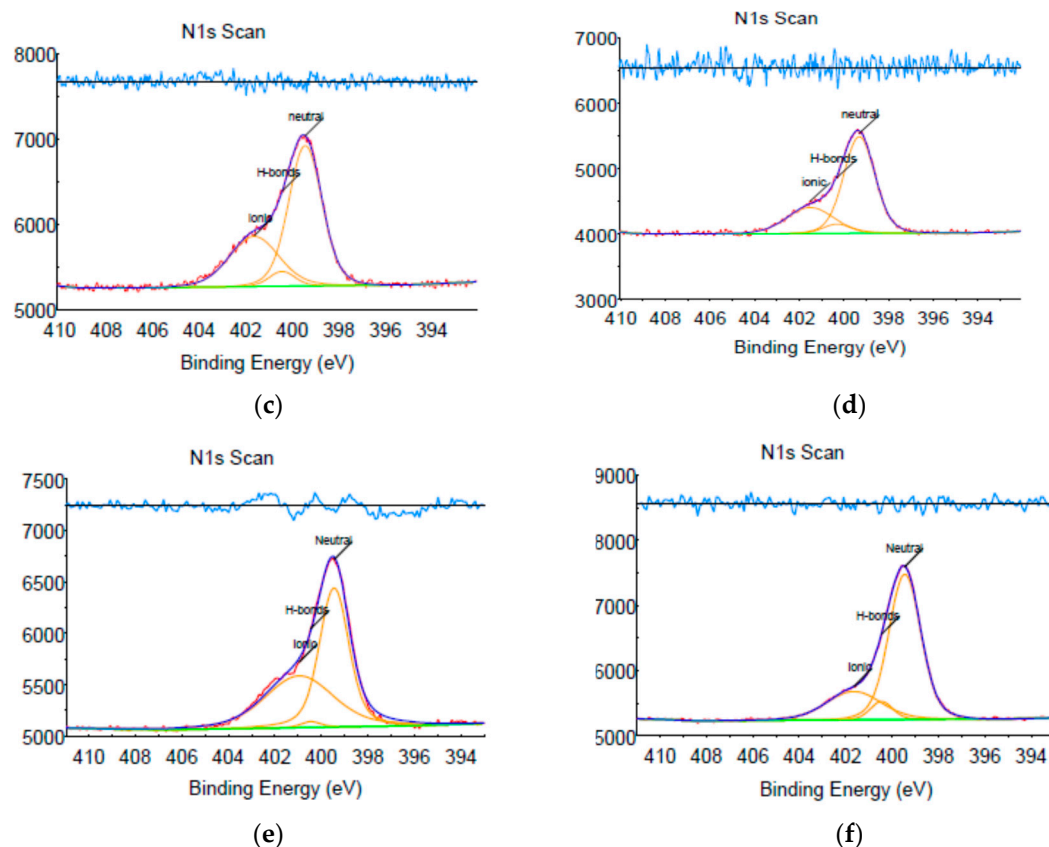 N1s Scan
8000
7000
6000
5000
neutral
H-bonds
Ionic
410 408 406 404 402 400 398 396 394
Binding Energy (eV)
(c)
N1s Scan
7000
6000
5000
4000
3000
neutral
H-bonds
ionic
410 408 406 404 402 400 398 396 394
Binding Energy (eV)
(d)
N1s Scan
7500
7000
6500
6000
5500
5000
Neutral
H-bonds
Ionic
410 408 406 404 402 400 398 396 394
Binding Energy (eV)
(e)
N1s Scan
9000
8000
7000
6000
5000
Neutral
H-bonds
Ionic
410 408 406 404 402 400 398 396 394
Binding Energy (eV)
(f)